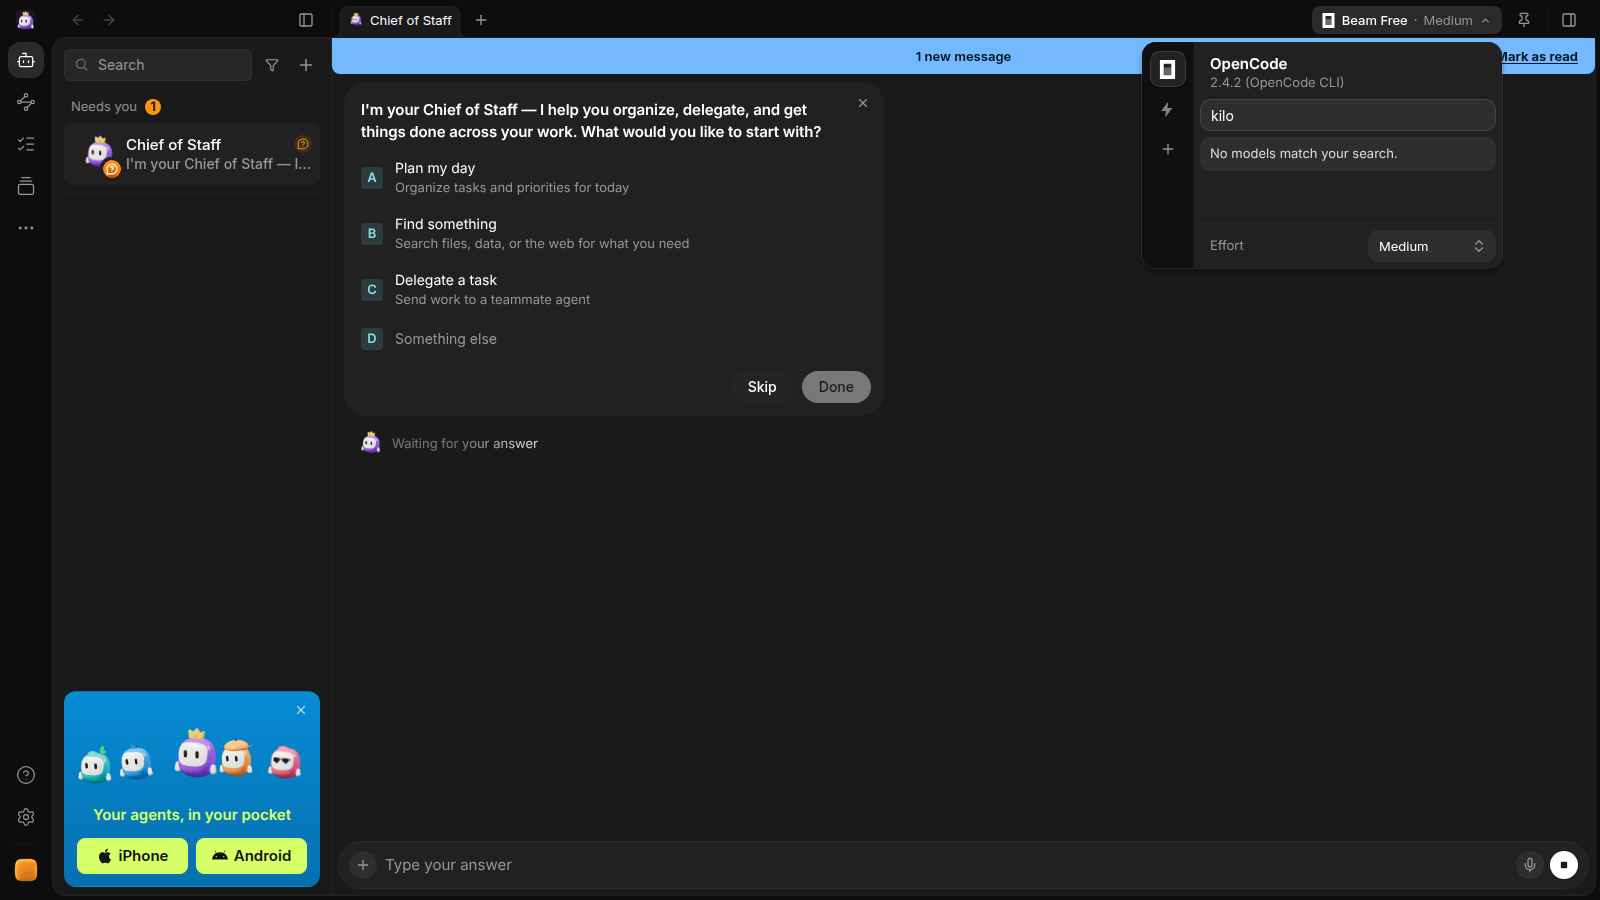 Chief of Staff
Beam Free · Medium
Search
Needs you 1
Chief of Staff
I'm your Chief of Staff — I...
1 new message
Mark as read
I'm your Chief of Staff — I help you organize, delegate, and get
things done across your work. What would you like to start with?
A Plan my day
Organize tasks and priorities for today
B Find something
Search files, data, or the web for what you need
C Delegate a task
Send work to a teammate agent
D Something else
Skip Done
Waiting for your answer
OpenCode
2.4.2 (OpenCode CLI)
kilo
No models match your search.
Effort Medium
Your agents, in your pocket
iPhone Android
Type your answer